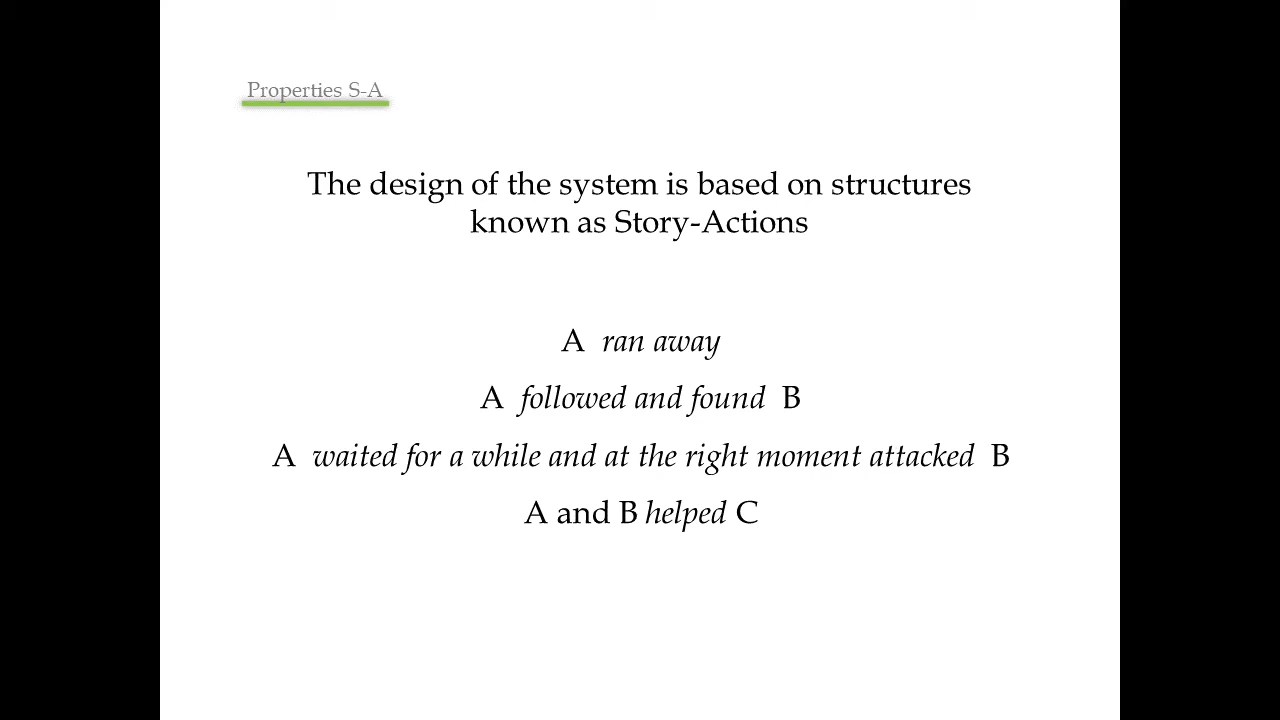 Properties S-A
The design of the system is based on structures
known as Story-Actions
A ran away
A followed and found B
A waited for a while and at the right moment attacked B
A and B helped C